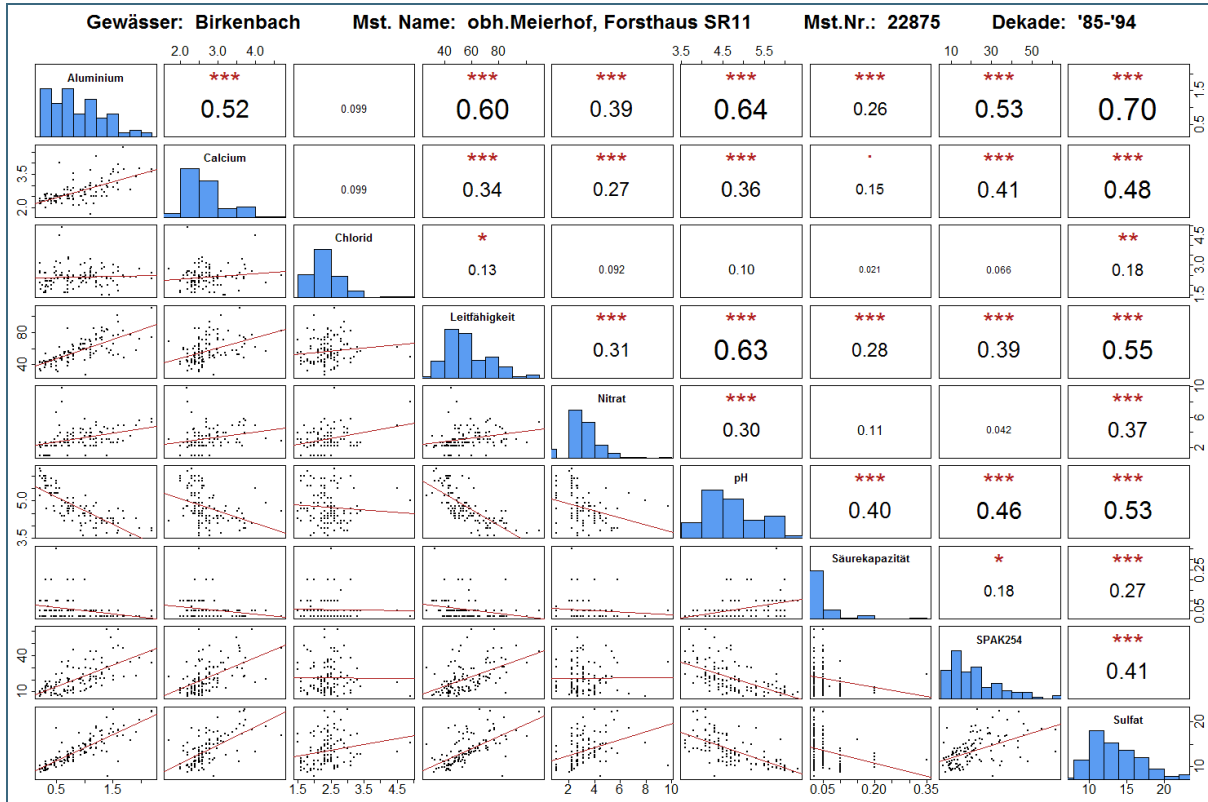 Gewässer: Birkenbach Mst. Name: obh.Meierhof, Forsthaus SR11 Mst.Nr.: 22875 Dekade: '85-'94
2.0 3.0 4.0 40 60 80 3.5 4.5 5.5 10 30 50
Aluminium *** *** *** *** *** *** ***
0.52 0.099 0.60 0.39 0.64 0.26 0.53 0.70 0.5 1.5
2.0 3.5 Calcium *** *** *** . *** ***
0.099 0.34 0.27 0.36 0.15 0.41 0.48
Chlorid * **
0.13 0.092 0.10 0.021 0.066 0.18 1.5 3.0 4.5
40 80 Leitfähigkeit *** *** *** *** ***
0.31 0.63 0.28 0.39 0.55
Nitrat *** ***
0.30 0.11 0.042 0.37 2 6 10
3.5 5.0 pH *** *** ***
0.40 0.46 0.53
Säurekapazität * ***
0.18 0.27 0.05 0.25
10 40 SPAK254 ***
0.41
Sulfat 10 20
0.5 1.5 1.5 2.5 3.5 4.5 2 4 6 8 10 0.05 0.20 0.35 10 15 20